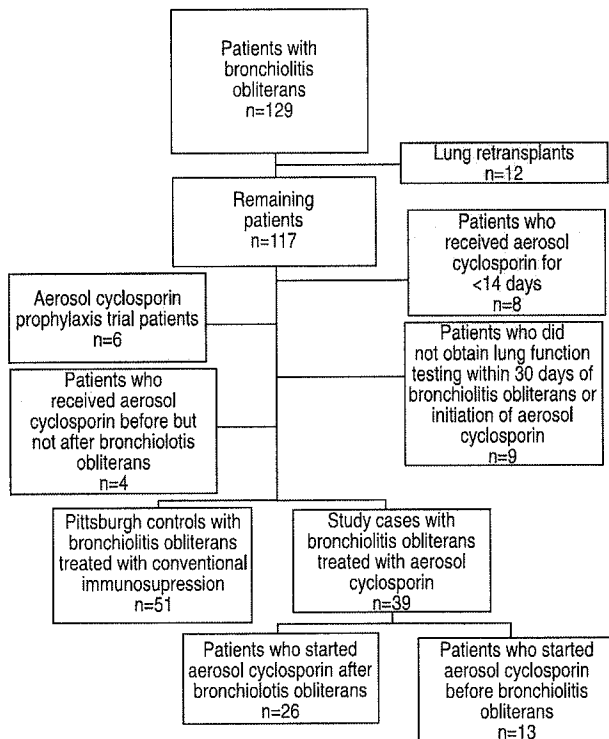 Patients with
bronchiolitis
obliterans
n=129
Lung retransplants
n=12
Remaining
patients
n=117
Patients who
received aerosol
cyclosporin for
<14 days
n=8
Aerosol cyclosporin
prophylaxis trial patients
n=6
Patients who did
not obtain lung function
testing within 30 days of
bronchiolitis obliterans or
initiation of aerosol
cyclosporin
n=9
Patients who
received aerosol
cyclosporin before but
not after bronchiolotis
obliterans
n=4
Pittsburgh controls with
bronchiolitis obliterans
treated with conventional
immunosupression
n=51
Study cases with
bronchiolitis obliterans
treated with aerosol
cyclosporin
n=39
Patients who started
aerosol cyclosporin after
bronchiolotis obliterans
n=26
Patients who started
aerosol cyclosporin
before bronchiolitis
obliterans
n=13